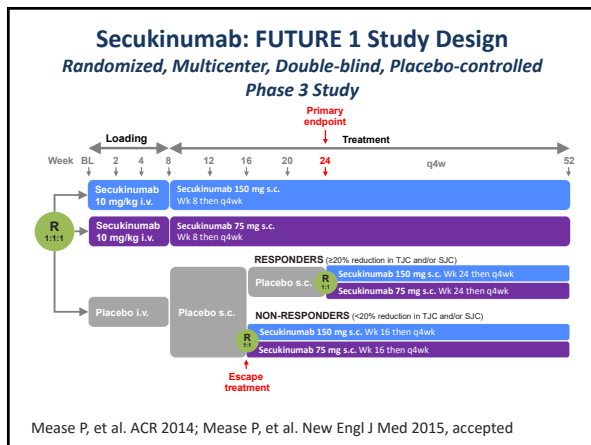 Secukinumab: FUTURE 1 Study Design
Randomized, Multicenter, Double-blind, Placebo-controlled
Phase 3 Study
Primary
endpoint
Loading
Treatment
Week BL 2 4 8 12 16 20 24 q4w 52
Secukinumab
10 mg/kg i.v.
Secukinumab 150 mg s.c.
Wk 8 then q4wk
R
1:1:1
Secukinumab
10 mg/kg i.v.
Secukinumab 75 mg s.c.
Wk 8 then q4wk
RESPONDERS (≥20% reduction in TJC and/or SJC)
Placebo s.c.
R
1:1
Secukinumab 150 mg s.c. Wk 24 then q4wk
Secukinumab 75 mg s.c. Wk 24 then q4wk
Placebo i.v.
Placebo s.c.
NON-RESPONDERS (<20% reduction in TJC and/or SJC)
R
1:1
Secukinumab 150 mg s.c. Wk 16 then q4wk
Secukinumab 75 mg s.c. Wk 16 then q4wk
Escape
treatment
Mease P, et al. ACR 2014; Mease P, et al. New Engl J Med 2015, accepted